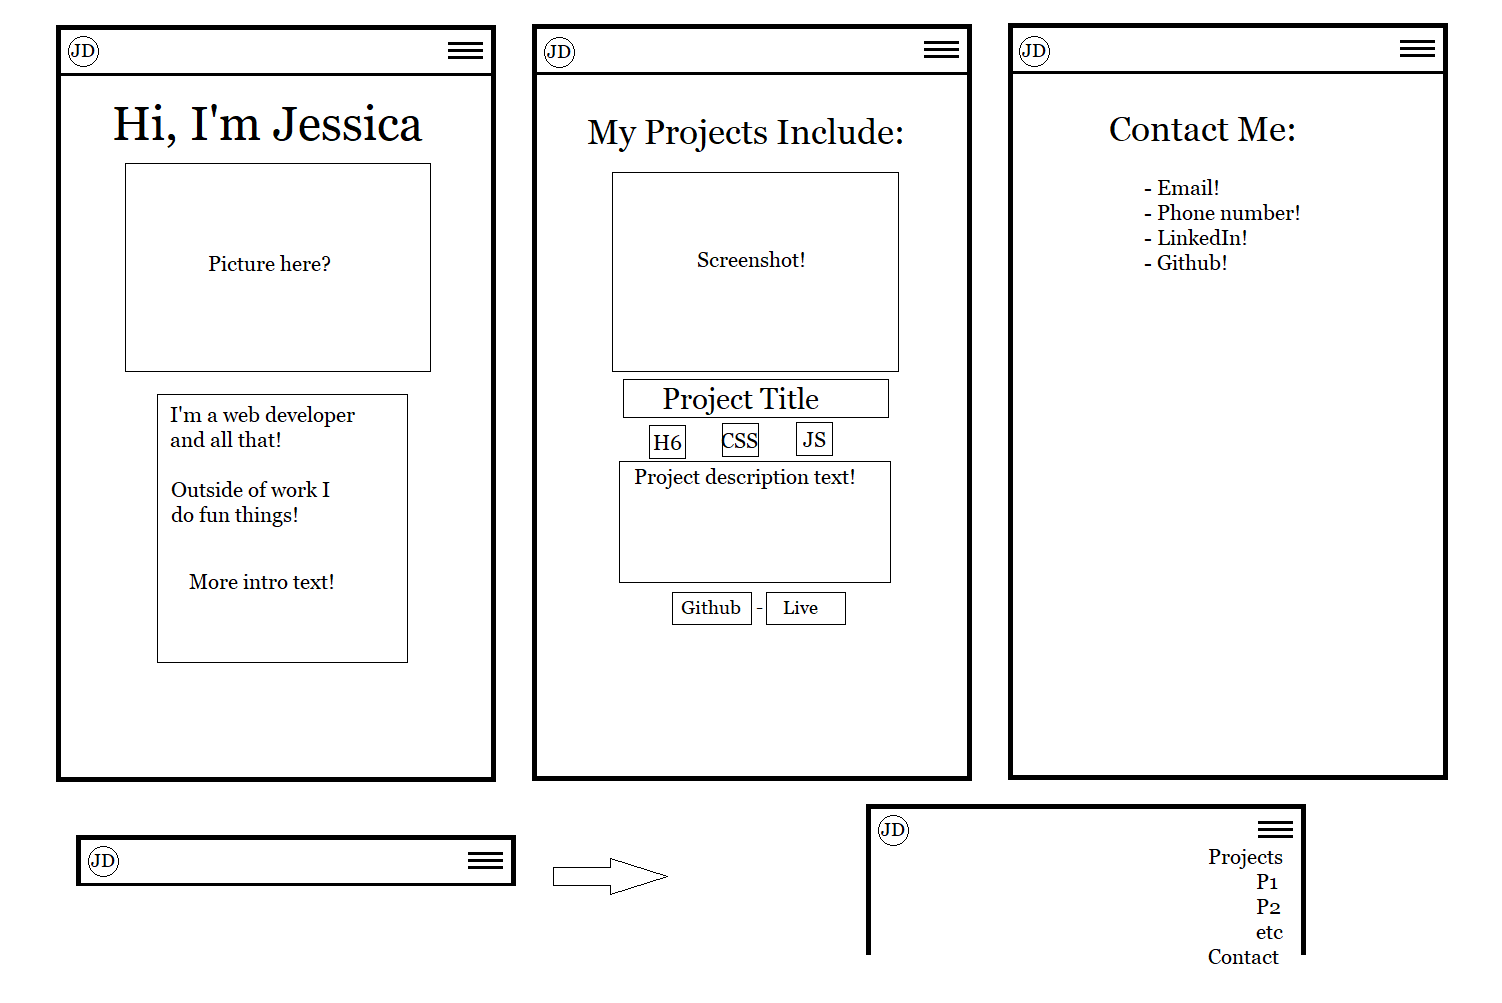 JD
Hi, I'm Jessica
Picture here?
I'm a web developer
and all that!
Outside of work I
do fun things!
More intro text!
JD
My Projects Include:
Screenshot!
Project Title
H6 CSS JS
Project description text!
Github - Live
JD
Contact Me:
- Email!
- Phone number!
- LinkedIn!
- Github!
JD
JD
Projects
P1
P2
etc
Contact